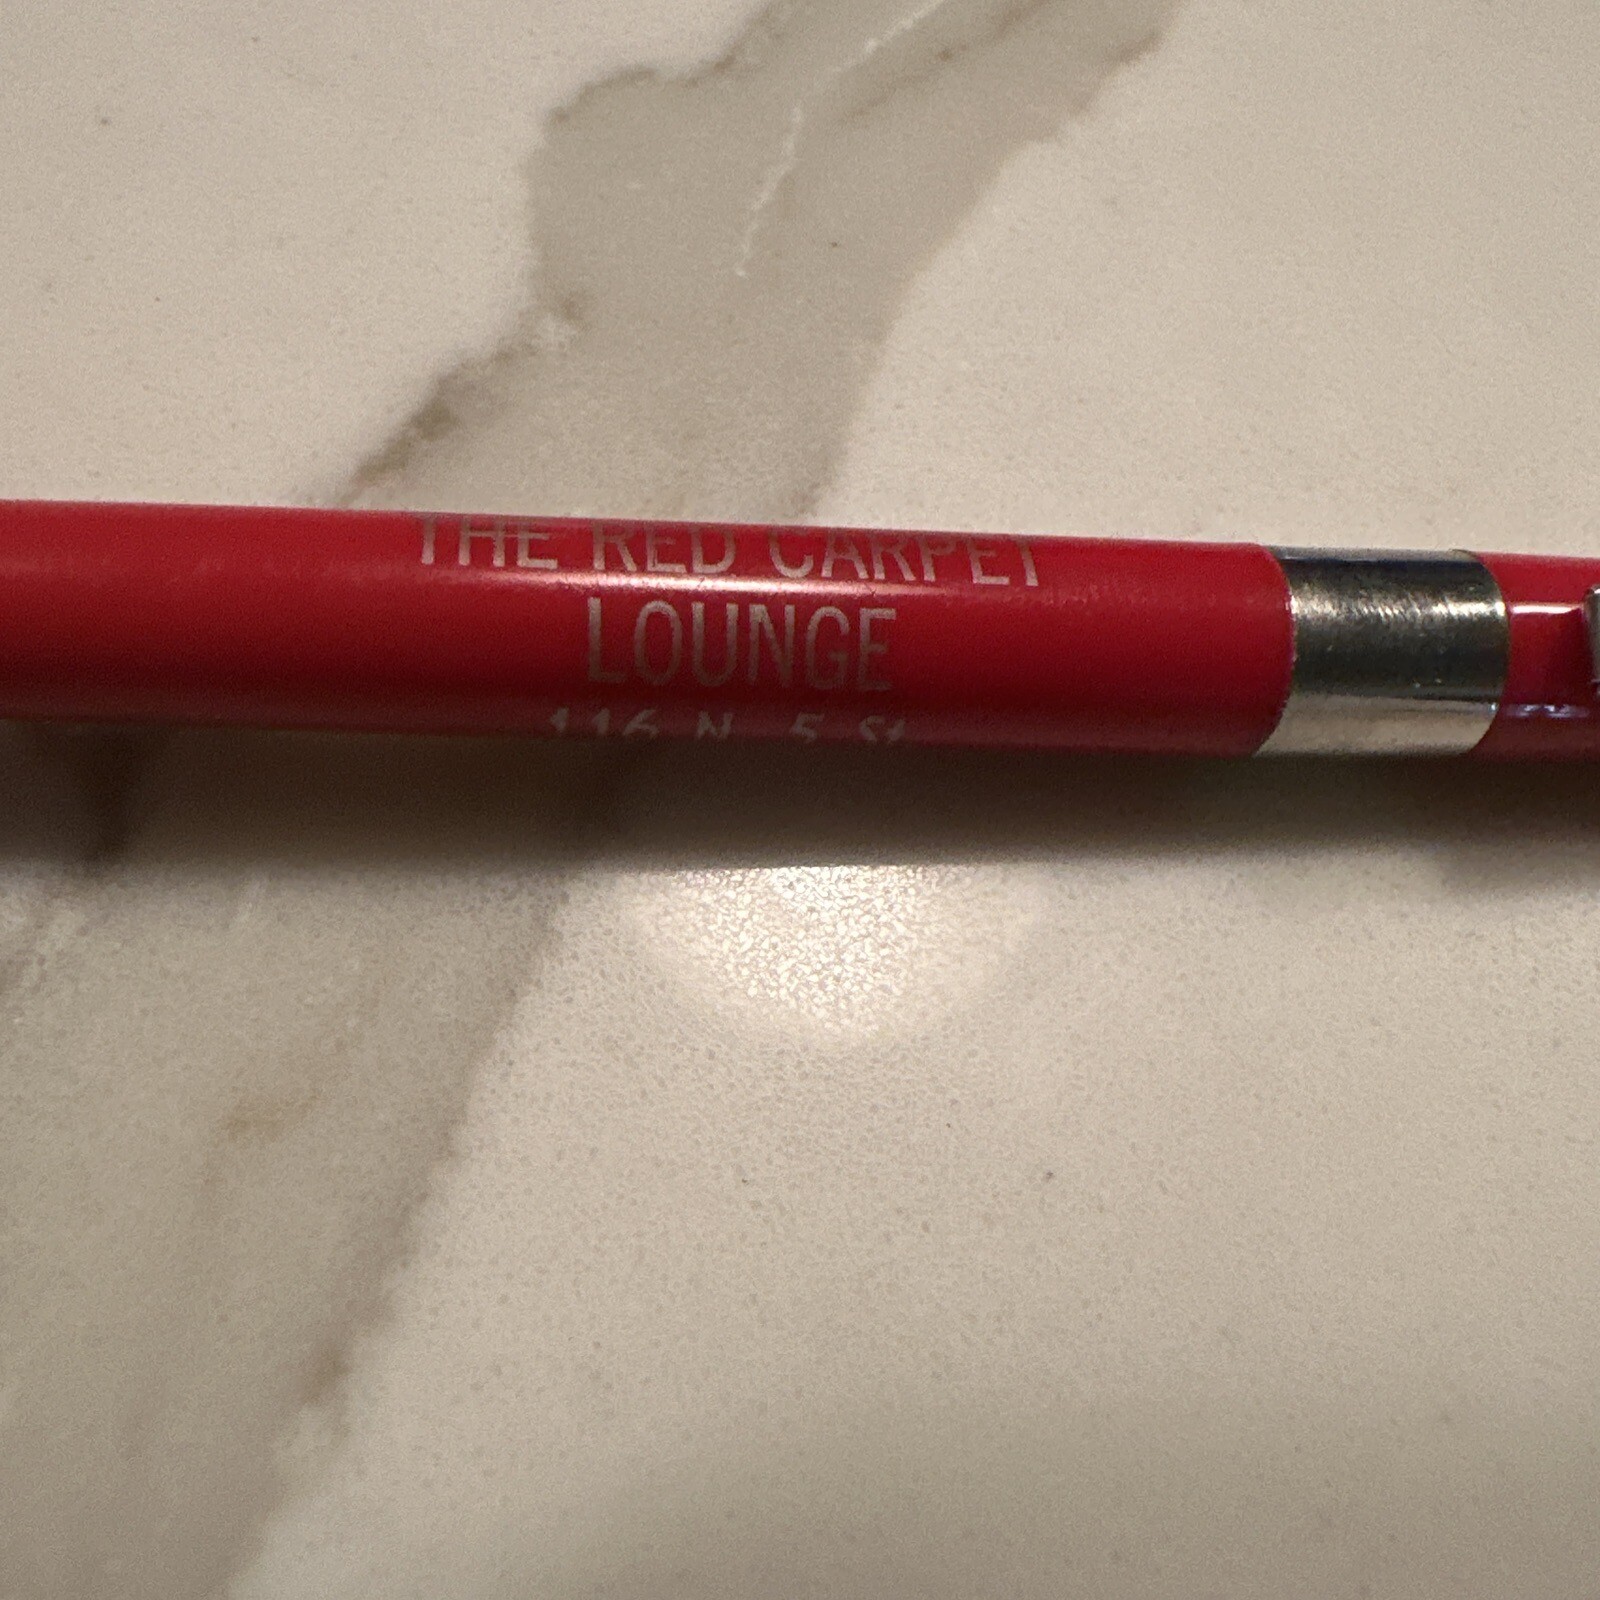 THE RED CARPET
LOUNGE
116 N. 5 St